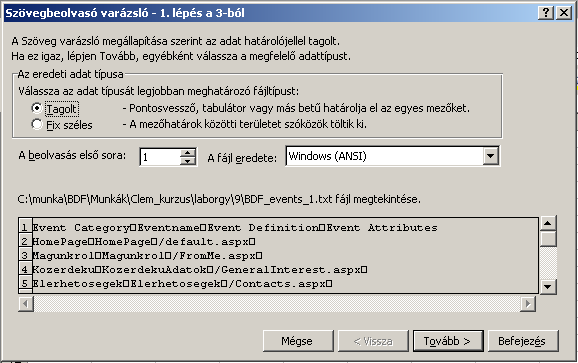 Szövegbeolvasó varázsló - 1. lépés a 3-ból
A Szöveg varázsló megállapítása szerint az adat határolójellel tagolt.
Ha ez igaz, lépjen Tovább, egyébként válassza a megfelelő adattípust.
Az eredeti adat típusa
Válassza az adat típusát legjobban meghatározó fájltípust:
Tagolt - Pontosvessző, tabulátor vagy más betű határolja el az egyes mezőket.
Fix széles - A mezőhatárok közötti területet szóközök töltik ki.
A beolvasás első sora: 1 A fájl eredete: Windows (ANSI)
C:\munka\BDF\Munkák\Clem_kurzus\laborgy\9\BDF_events_1.txt fájl megtekintése.
1 Event Category□Eventname□Event Definition□Event Attributes
2 HomePage□HomePage□/default.aspx□
3 Magunkrol□Magunkrol□/FromMe.aspx□
4 Kozerdeku□KozerdekuAdatok□/GeneralInterest.aspx□
5 Elerhetosegek□Elerhetosegek□/Contacts.aspx□
Mégse < Vissza Tovább > Befejezés